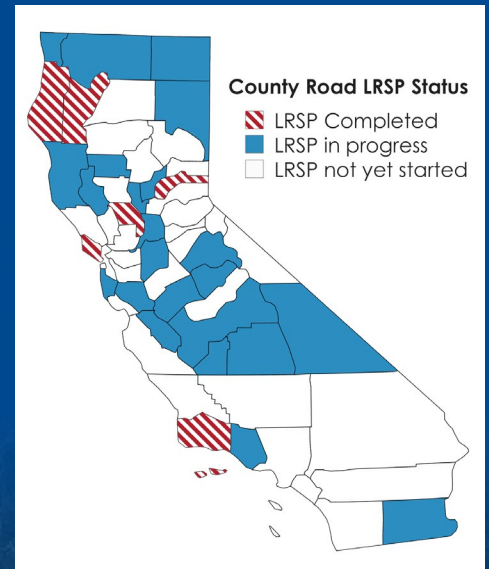 County Road LRSP Status
LRSP Completed
LRSP in progress
LRSP not yet started